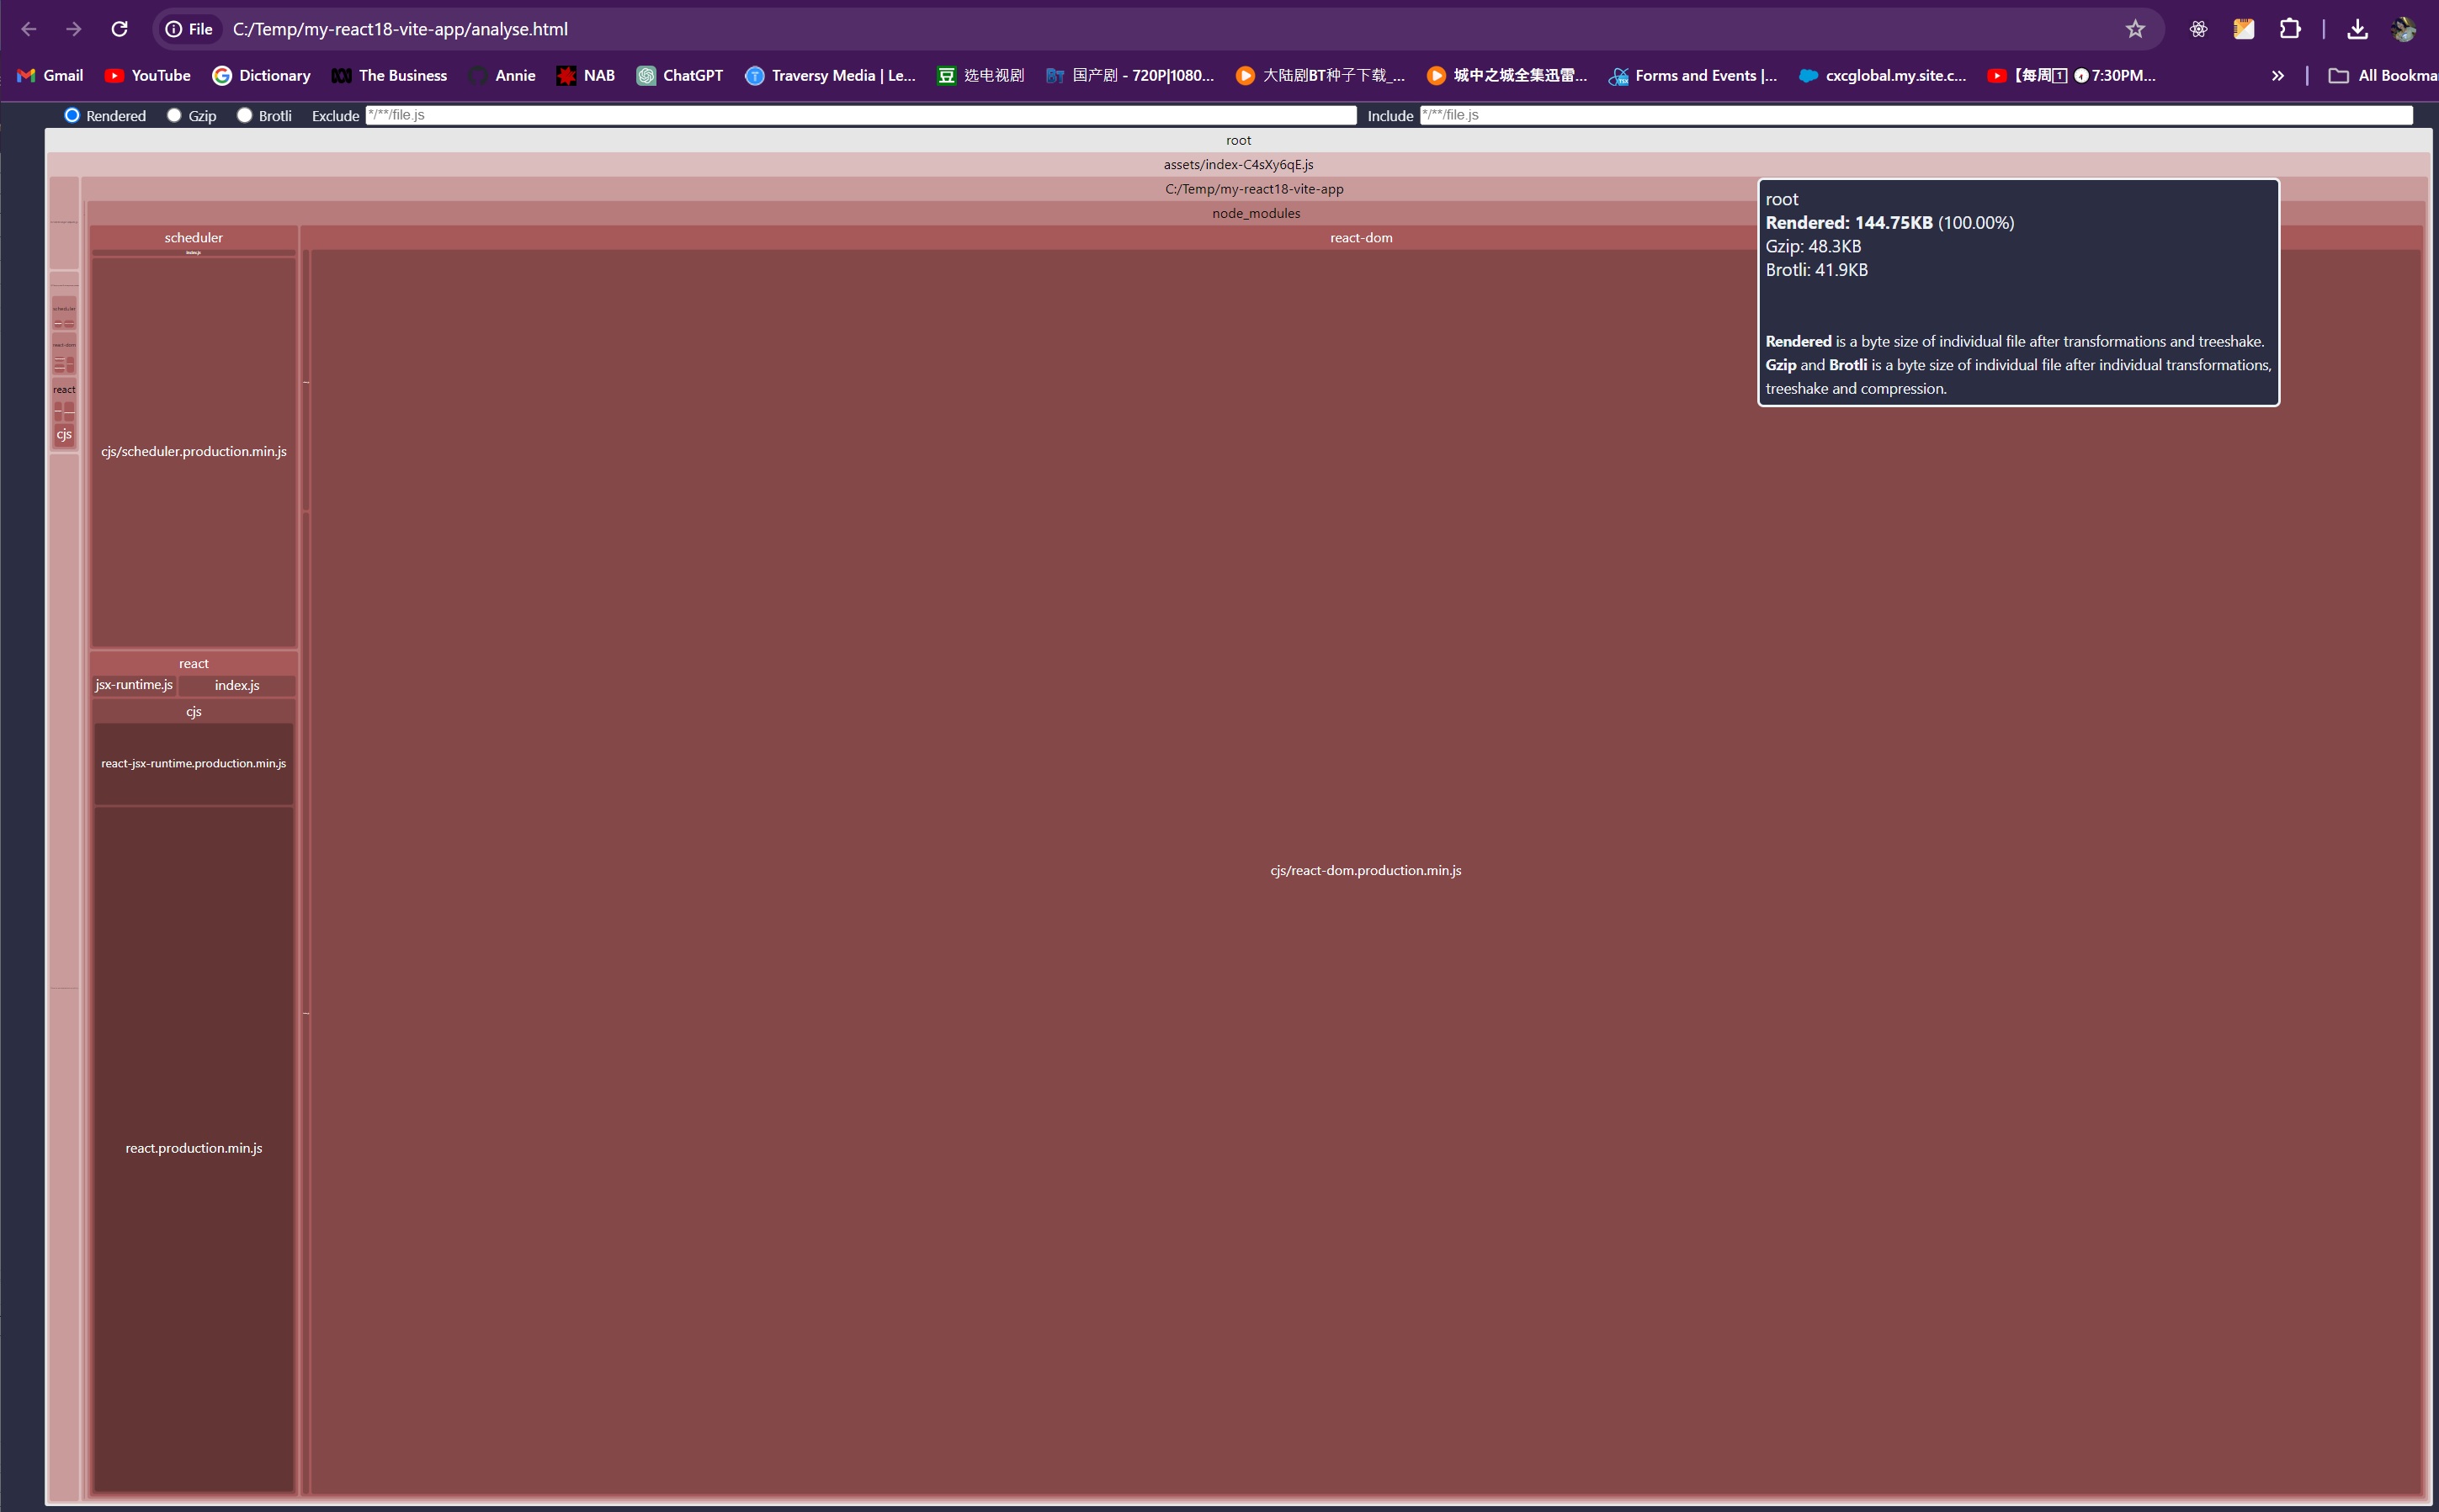 File C:/Temp/my-react18-vite-app/analyse.html
Gmail YouTube Dictionary The Business Annie NAB ChatGPT Traversy Media | Le... 选电视剧 国产剧 - 720P|1080... 大陆剧BT种子下载_... 城中之城全集迅雷... Forms and Events |... cxcglobal.my.site.c... 【每周1】 7:30PM... » All Bookma
Rendered Gzip Brotli Exclude */**/file.js Include */**/file.js
root
assets/index-C4sXy6qE.js
C:/Temp/my-react18-vite-app
node_modules
root
Rendered: 144.75KB (100.00%)
Gzip: 48.3KB
Brotli: 41.9KB
Rendered is a byte size of individual file after transformations and treeshake.
Gzip and Brotli is a byte size of individual file after individual transformations,
treeshake and compression.
scheduler
react-dom
index.js
scheduler
react-dom
react
cjs
cjs/scheduler.production.min.js
react
jsx-runtime.js index.js
cjs
react-jsx-runtime.production.min.js
cjs/react-dom.production.min.js
react.production.min.js